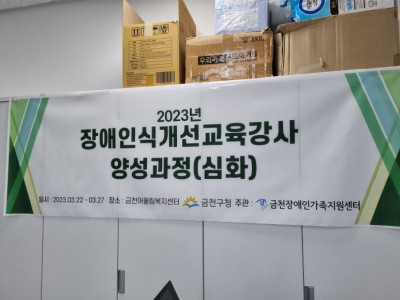 2023년
장애인식개선교육강사
양성과정(심화)
일시 : 2023.03.22 - 03.27 장소 : 금천어울림복지센터 금천구청 주관 : 금천장애인가족지원센터